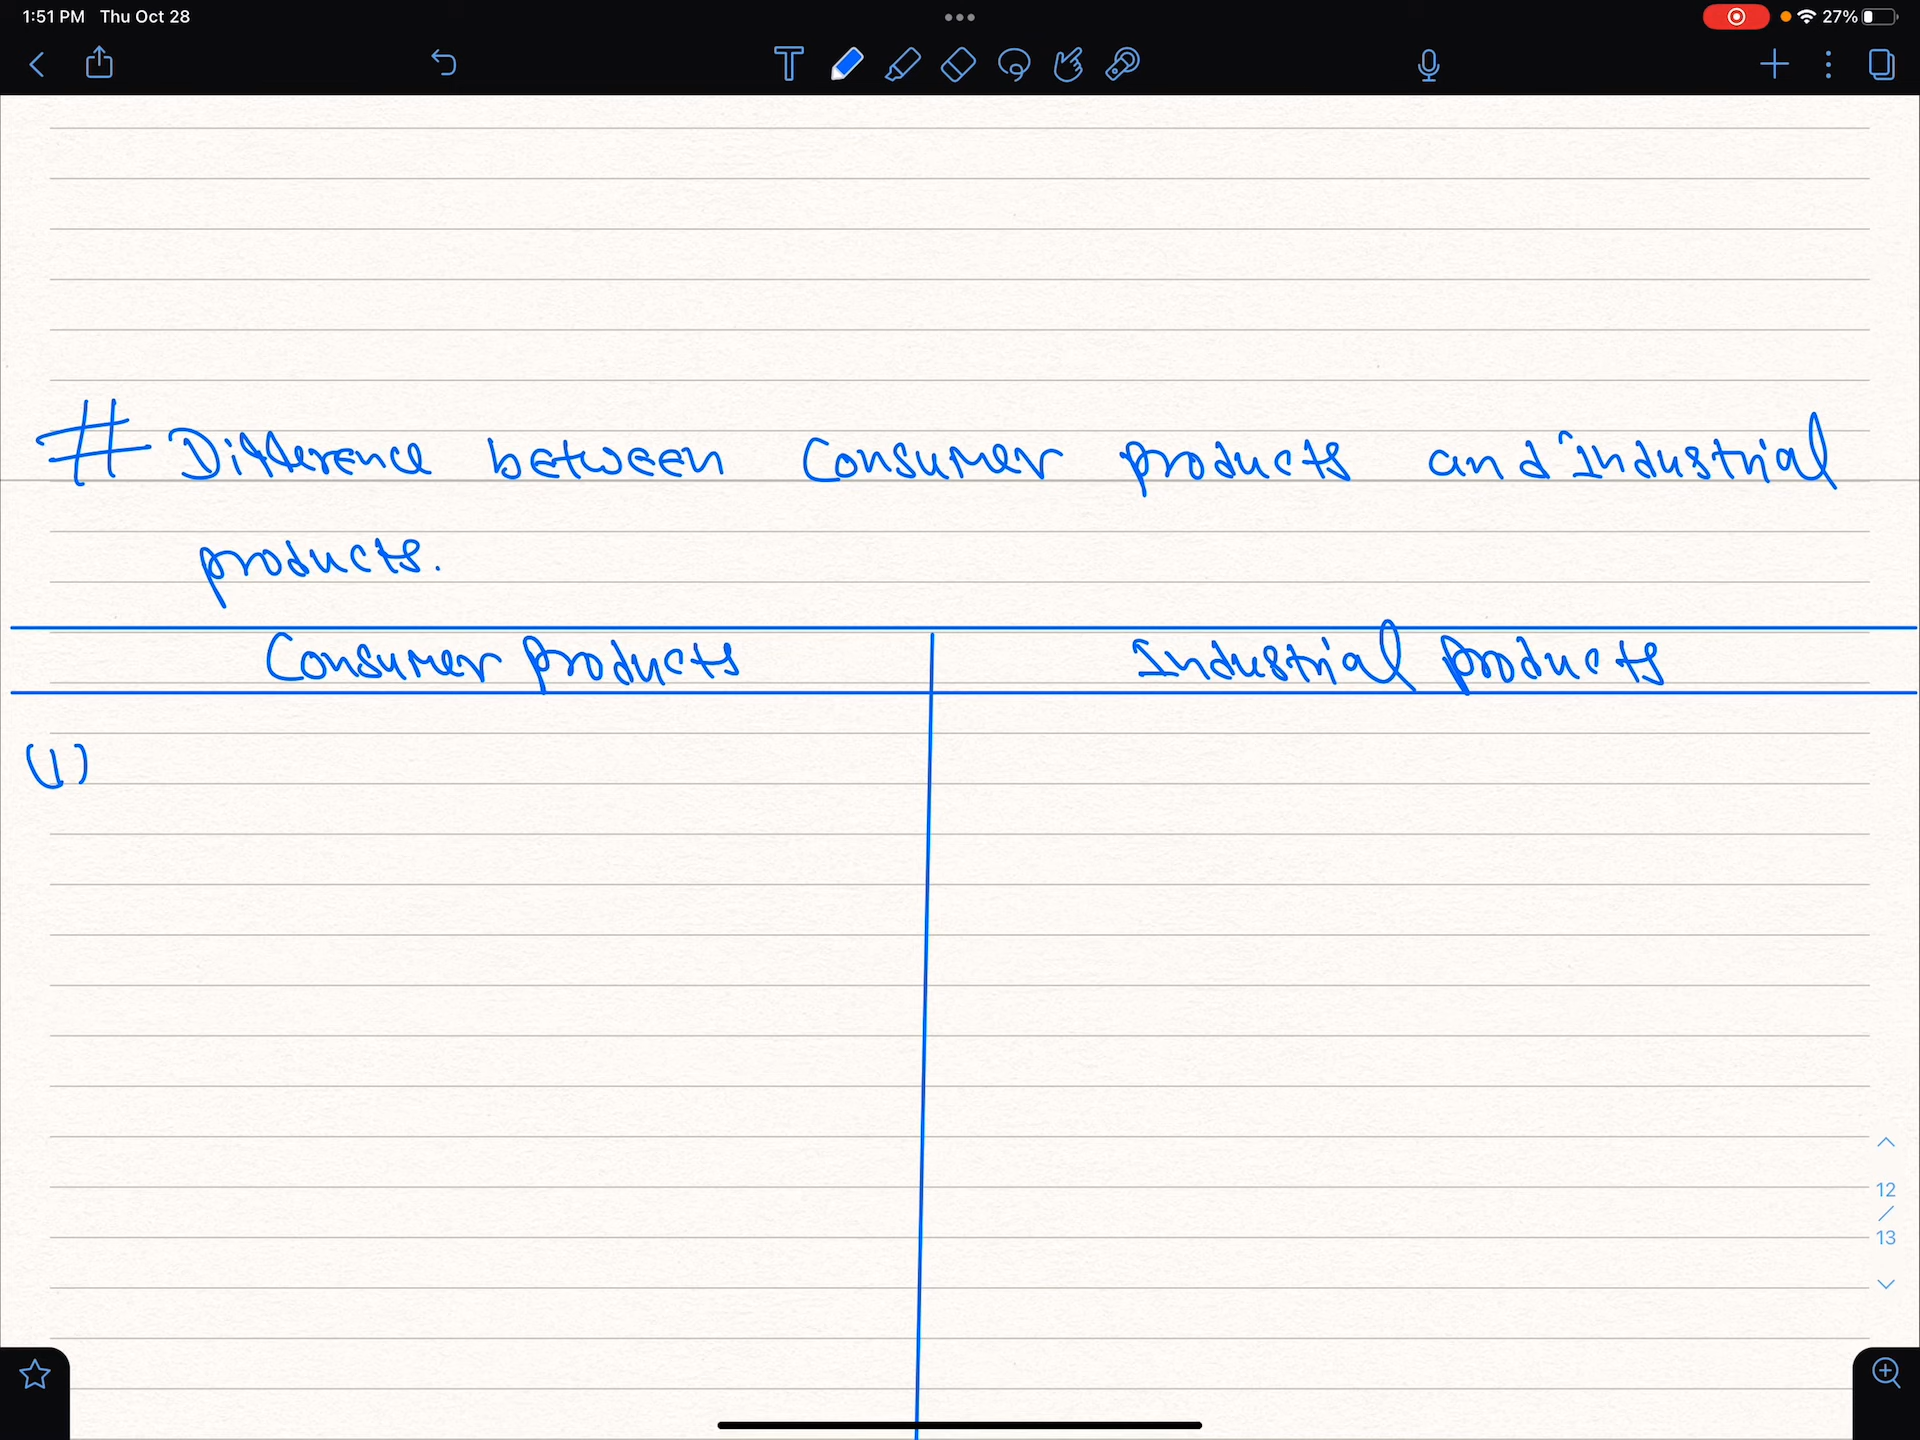 1:51 PM Thu Oct 28
27%
# Difference between Consumer products and industrial
products.
Consumer products Industrial products
(1)
12
/
13